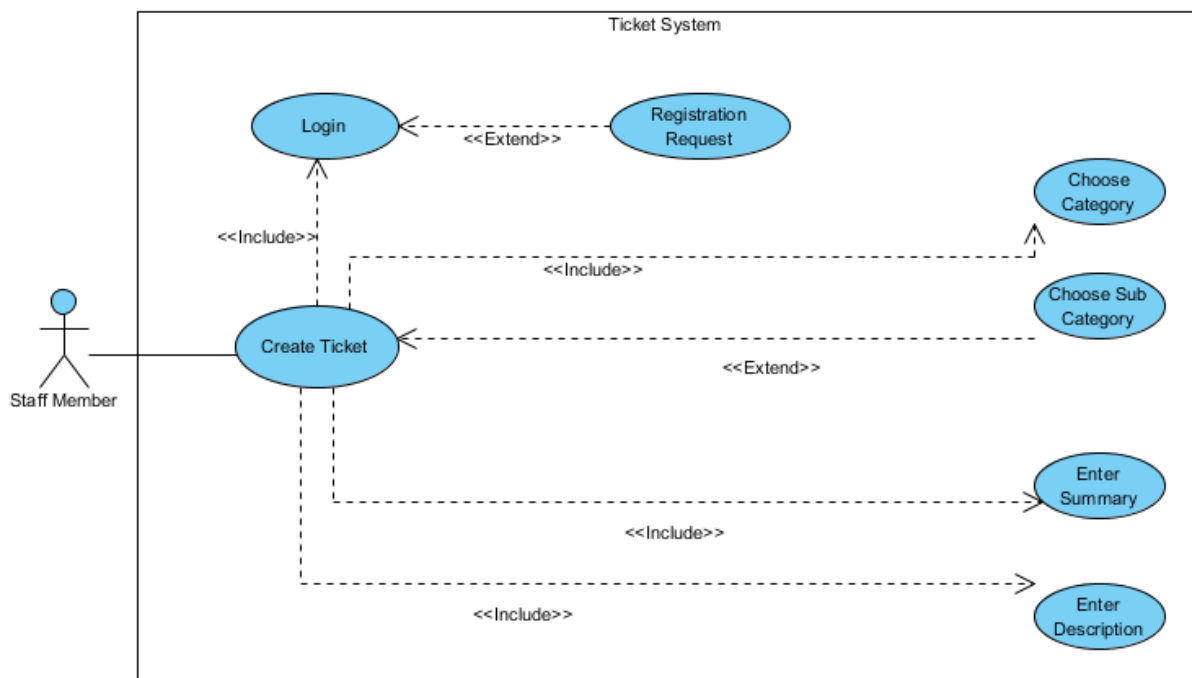 Ticket System
Login
<<Extend>>
Registration
Request
Choose
Category
<<Include>>
<<Include>>
Choose Sub
Category
Create Ticket
<<Extend>>
Staff Member
Enter
Summary
<<Include>>
<<Include>>
Enter
Description